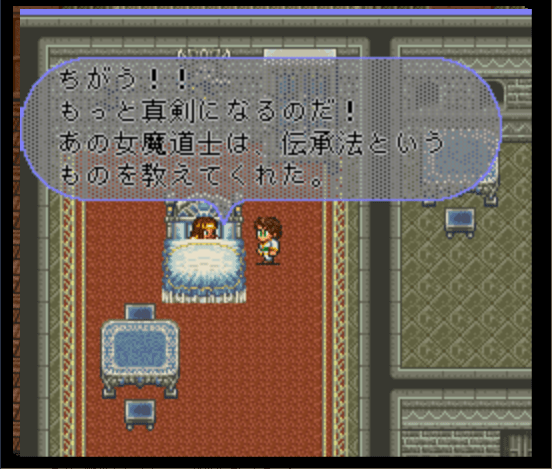 ちがう！！
もっと真剣になるのだ！
あの女魔道士は、伝承法という
ものを教えてくれた。